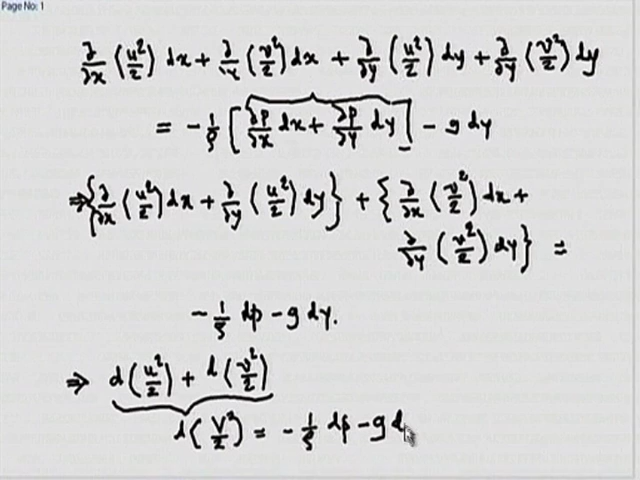 Page No: 1
∂/∂x (u²/2) dx + ∂/∂x (v²/2) dx + ∂/∂y (u²/2) dy + ∂/∂y (v²/2) dy
= -1/ρ [∂p/∂x dx + ∂p/∂y dy] - g dy
⇒ {∂/∂x (u²/2) dx + ∂/∂y (u²/2) dy} + {∂/∂x (v²/2) dx +
∂/∂y (v²/2) dy} =
-1/ρ dp - g dy.
⇒ d(u²/2) + d(v²/2)
d(V²/2) = -1/ρ dp - g d